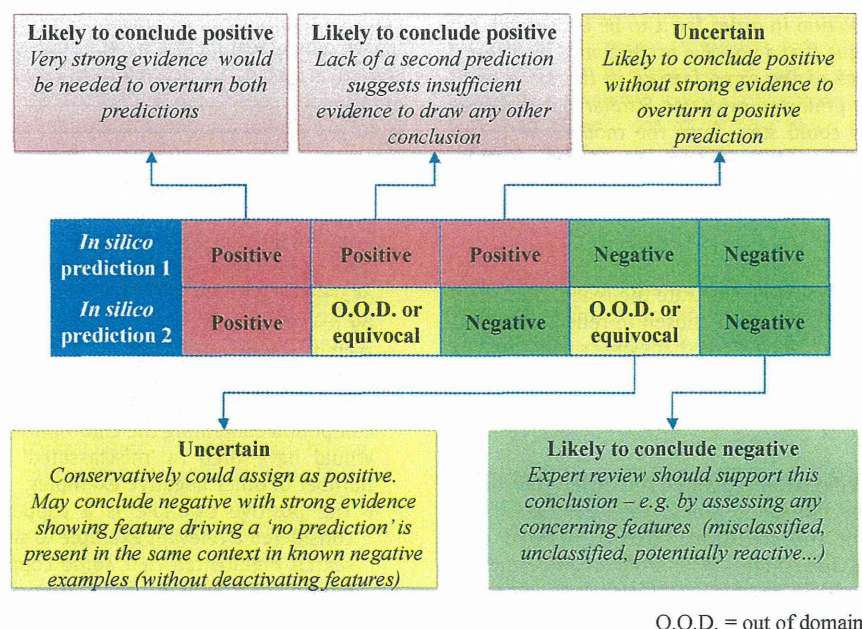 Likely to conclude positive
Very strong evidence would
be needed to overturn both
predictions
Likely to conclude positive
Lack of a second prediction
suggests insufficient
evidence to draw any other
conclusion
Uncertain
Likely to conclude positive
without strong evidence to
overturn a positive
prediction
In silico
prediction 1
Positive
Positive
Positive
Negative
Negative
In silico
prediction 2
Positive
O.O.D. or
equivocal
Negative
O.O.D. or
equivocal
Negative
Uncertain
Conservatively could assign as positive.
May conclude negative with strong evidence
showing feature driving a ‘no prediction’ is
present in the same context in known negative
examples (without deactivating features)
Likely to conclude negative
Expert review should support this
conclusion – e.g. by assessing any
concerning features (misclassified,
unclassified, potentially reactive...)
O.O.D. = out of domain